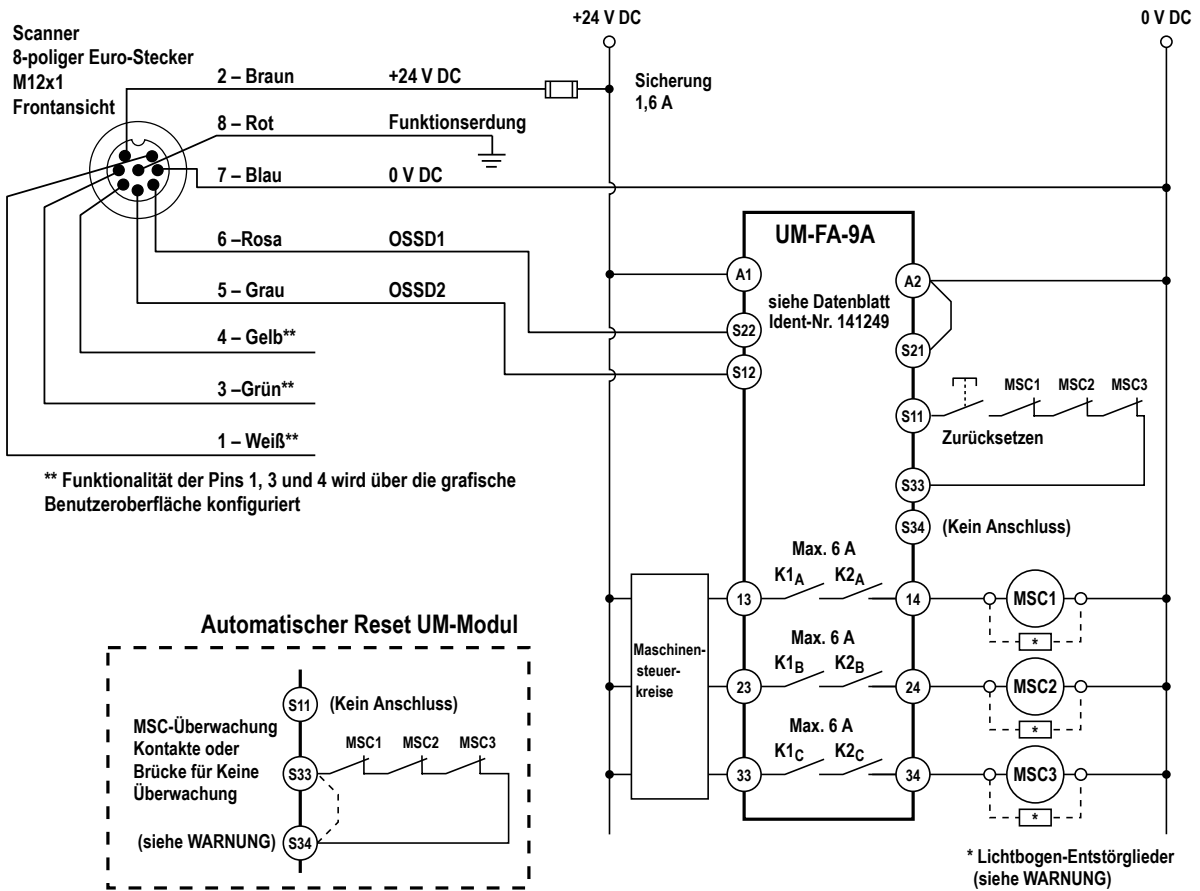 +24 V DC
0 V DC
Scanner
8-poliger Euro-Stecker
M12x1
Frontansicht
2 – Braun
+24 V DC
Sicherung
1,6 A
8 – Rot
Funktionserdung
7 – Blau
0 V DC
6 –Rosa
OSSD1
5 – Grau
OSSD2
4 – Gelb**
3 –Grün**
1 – Weiß**
** Funktionalität der Pins 1, 3 und 4 wird über die grafische
Benutzeroberfläche konfiguriert
UM-FA-9A
A1
A2
siehe Datenblatt
Ident-Nr. 141249
S22
S21
S12
S11
MSC1
MSC2
MSC3
Zurücksetzen
S33
S34
(Kein Anschluss)
Maschinen-
steuer-
kreise
Max. 6 A
K1A
K2A
13
14
MSC1
*
Max. 6 A
K1B
K2B
23
24
MSC2
*
Max. 6 A
K1C
K2C
33
34
MSC3
*
* Lichtbogen-Entstörglieder
(siehe WARNUNG)
Automatischer Reset UM-Modul
S11
(Kein Anschluss)
MSC-Überwachung
Kontakte oder
Brücke für Keine
Überwachung
MSC1
MSC2
MSC3
S33
(siehe WARNUNG)
S34